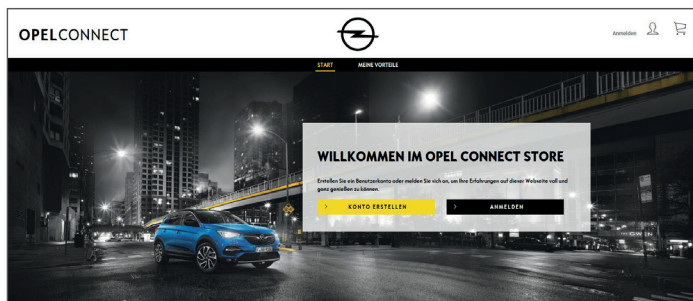 OPELCONNECT
Anmelden
START MEINE VORTEILE
WILLKOMMEN IM OPEL CONNECT STORE
Erstellen Sie ein Benutzerkonto oder melden Sie sich an, um Ihre Erfahrungen auf dieser Webseite voll und
ganz genießen zu können.
KONTO ERSTELLEN ANMELDEN